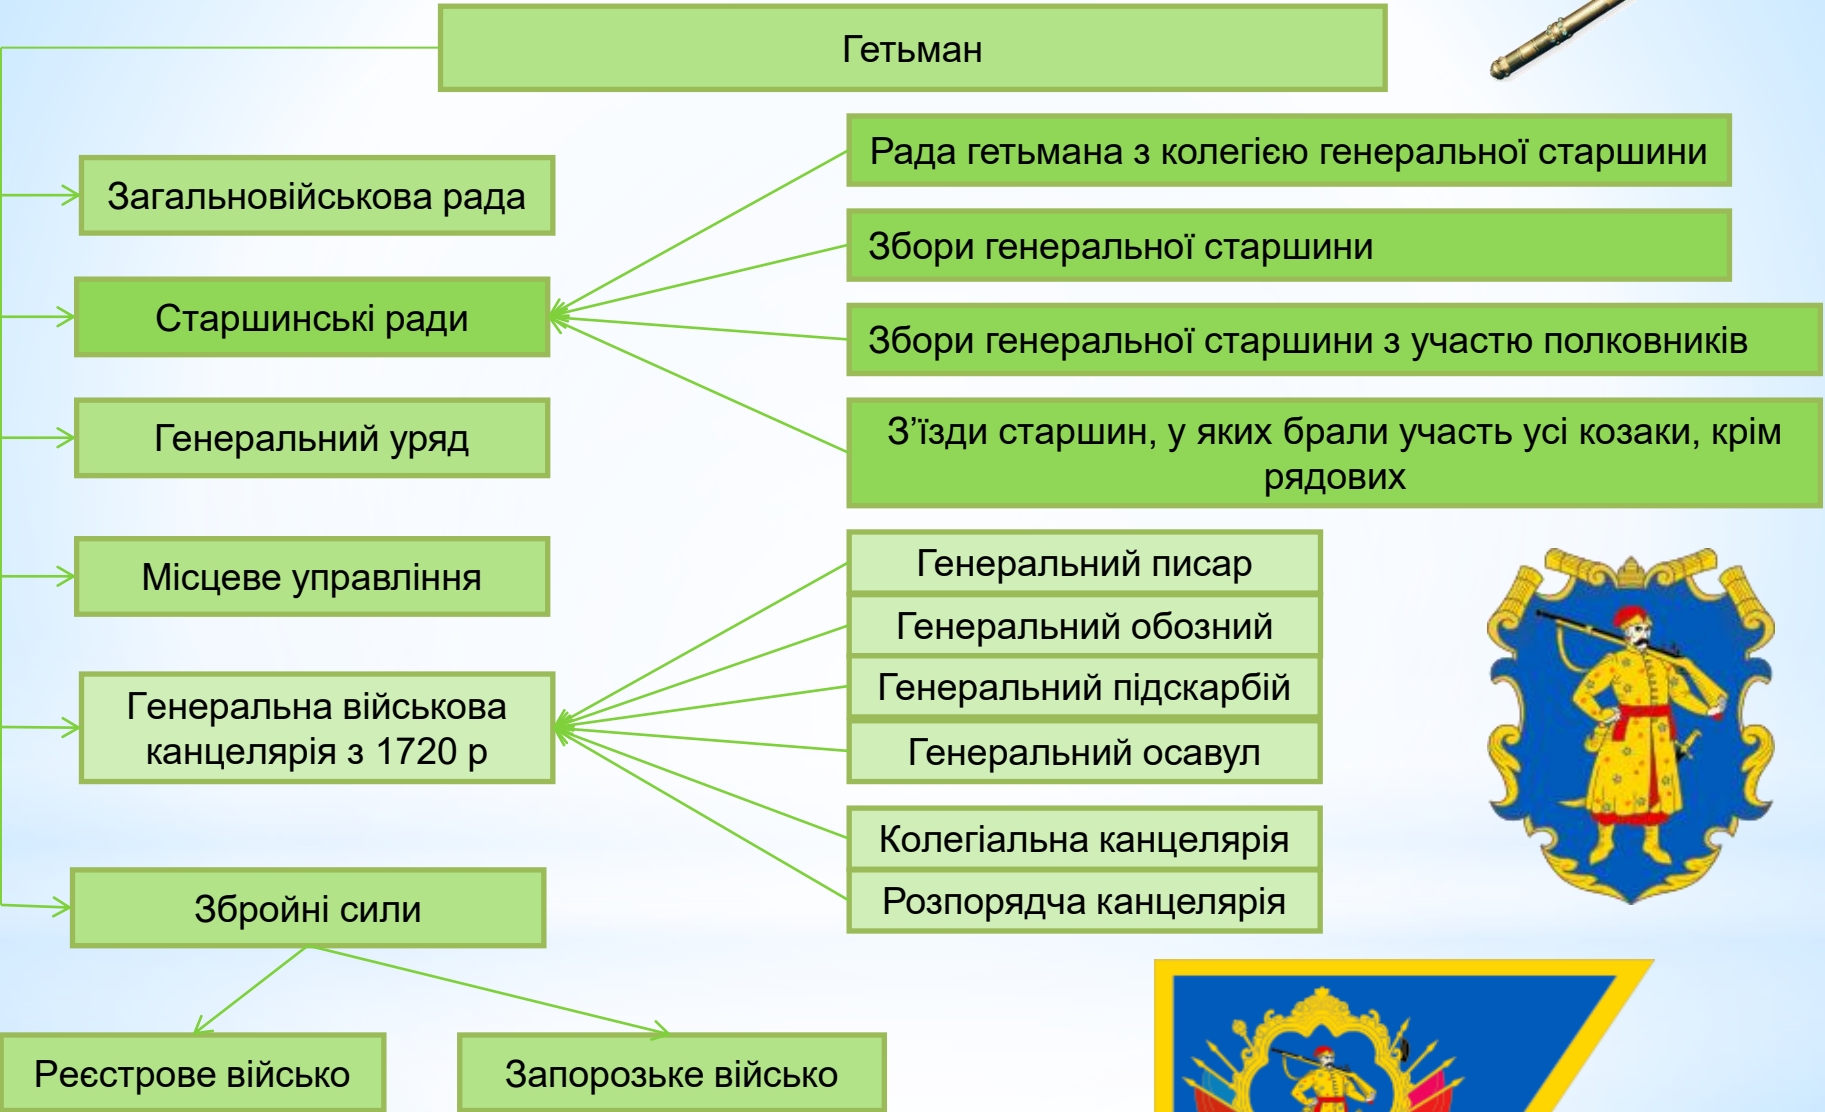 Гетьман
Загальновійськова рада
Старшинські ради
Генеральний уряд
Місцеве управління
Генеральна військова
канцелярія з 1720 р
Збройні сили
Реєстрове військо
Запорозьке військо
Рада гетьмана з колегією генеральної старшини
Збори генеральної старшини
Збори генеральної старшини з участю полковників
З’їзди старшин, у яких брали участь усі козаки, крім
рядових
Генеральний писар
Генеральний обозний
Генеральний підскарбій
Генеральний осавул
Колегіальна канцелярія
Розпорядча канцелярія